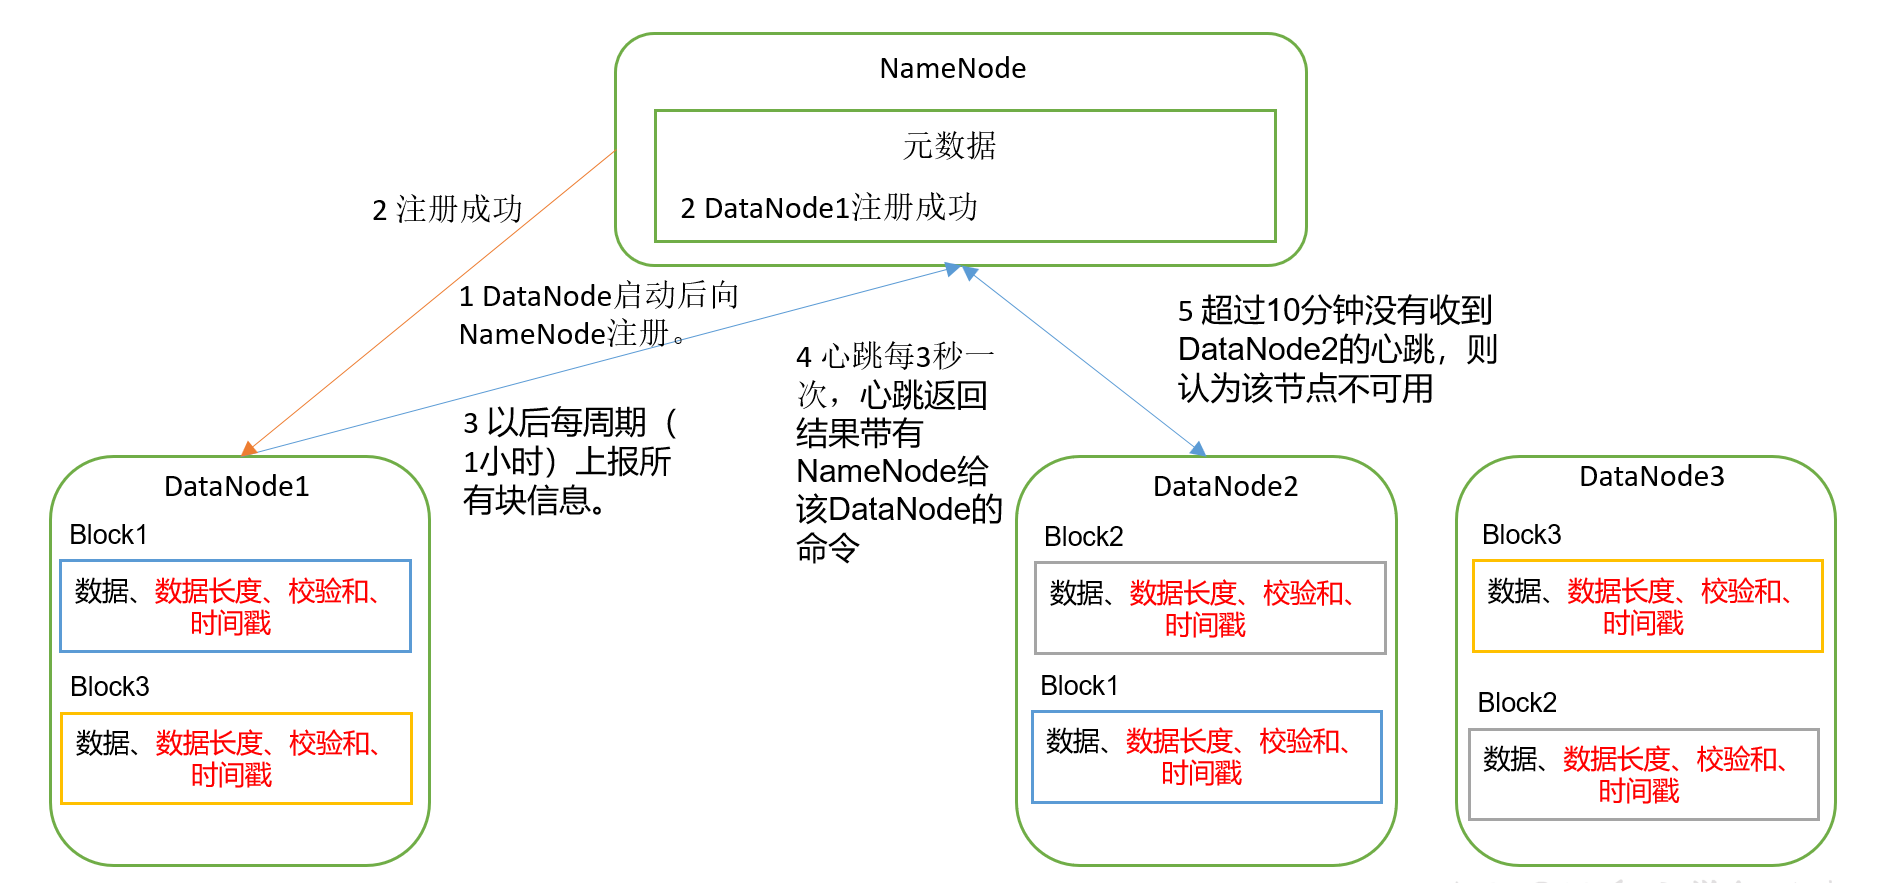 NameNode
元数据
2 DataNode1注册成功
2 注册成功
1 DataNode启动后向
NameNode注册。
3 以后每周期（
1小时）上报所
有块信息。
4 心跳每3秒一
次，心跳返回
结果带有
NameNode给
该DataNode的
命令
5 超过10分钟没有收到
DataNode2的心跳，则
认为该节点不可用
DataNode1
Block1
数据、数据长度、校验和、
时间戳
Block3
数据、数据长度、校验和、
时间戳
DataNode2
Block2
数据、数据长度、校验和、
时间戳
Block1
数据、数据长度、校验和、
时间戳
DataNode3
Block3
数据、数据长度、校验和、
时间戳
Block2
数据、数据长度、校验和、
时间戳